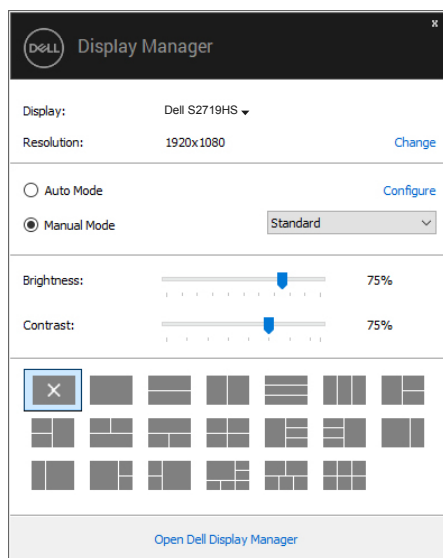 x
DELL Display Manager
Display: Dell S2719HS
Resolution: 1920x1080 Change
Auto Mode Configure
Manual Mode Standard
Brightness: 75%
Contrast: 75%
Open Dell Display Manager